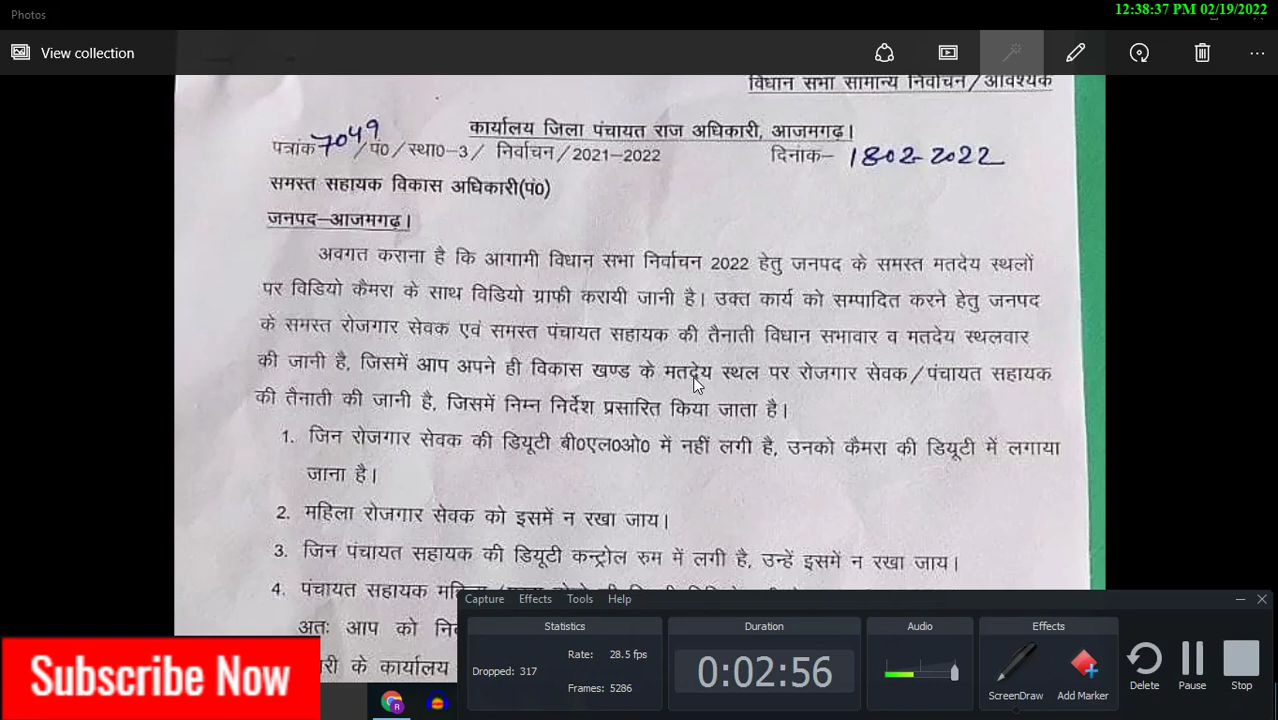 Photos
12:38:37 PM 02/19/2022
View collection
विधान सभा सामान्य निर्वाचन/आवश्यक
कार्यालय जिला पंचायत राज अधिकारी, आजमगढ़।
पत्रांक 7049 /पं0/स्था0-3/ निर्वाचन/2021-2022 दिनांक- 1802-2022
समस्त सहायक विकास अधिकारी(पं0)
जनपद-आजमगढ़।
अवगत कराना है कि आगामी विधान सभा निर्वाचन 2022 हेतु जनपद के समस्त मतदेय स्थलों
पर विडियो कैमरा के साथ विडियो ग्राफी करायी जानी है। उक्त कार्य को सम्पादित करने हेतु जनपद
के समस्त रोजगार सेवक एवं समस्त पंचायत सहायक की तैनाती विधान सभावार व मतदेय स्थलवार
की जानी है, जिसमें आप अपने ही विकास खण्ड के मतदेय स्थल पर रोजगार सेवक/पंचायत सहायक
की तैनाती की जानी है, जिसमें निम्न निर्देश प्रसारित किया जाता है।
1. जिन रोजगार सेवक की डियूटी बी0एल0ओ0 में नहीं लगी है, उनको कैमरा की डियूटी में लगाया
जाना है।
2. महिला रोजगार सेवक को इसमें न रखा जाय।
3. जिन पंचायत सहायक की डियूटी कन्ट्रोल रुम में लगी है, उन्हें इसमें न रखा जाय।
4. पंचायत सहायक
अतः आप को
के कार्यालय
Capture Effects Tools Help
Statistics Duration Audio Effects
Rate: 28.5 fps
Dropped: 317
Frames: 5286
0:02:56
ScreenDraw Add Marker Delete Pause Stop
Subscribe Now